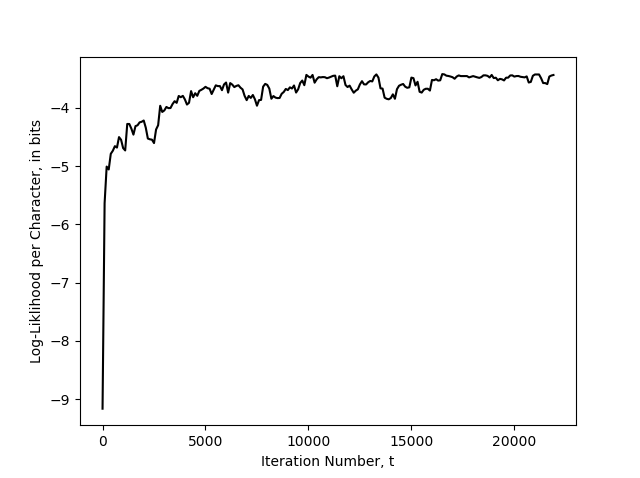 −4
−5
−6
−7
−8
−9
Log-Liklihood per Character, in bits
0 5000 10000 15000 20000
Iteration Number, t